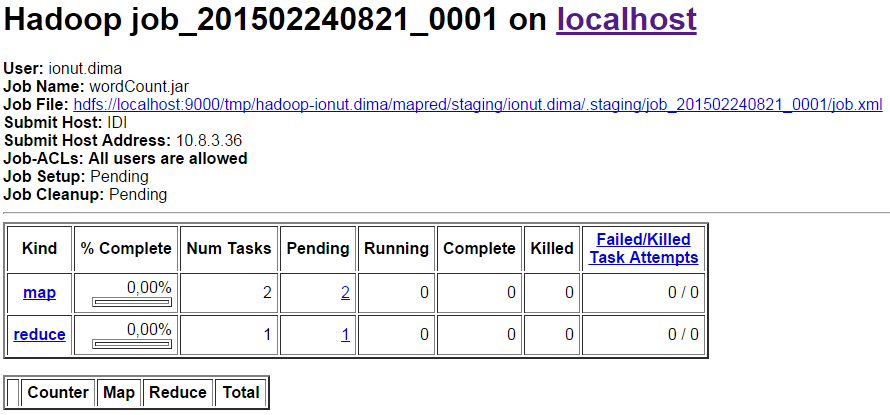 Hadoop job_201502240821_0001 on localhost
User: ionut.dima
Job Name: wordCount.jar
Job File: hdfs://localhost:9000/tmp/hadoop-ionut.dima/mapred/staging/ionut.dima/.staging/job_201502240821_0001/job.xml
Submit Host: IDI
Submit Host Address: 10.8.3.36
Job-ACLs: All users are allowed
Job Setup: Pending
Job Cleanup: Pending
Kind % Complete Num Tasks Pending Running Complete Killed Failed/Killed
Task Attempts
map 0,00% 2 2 0 0 0 0 / 0
reduce 0,00% 1 1 0 0 0 0 / 0
Counter Map Reduce Total